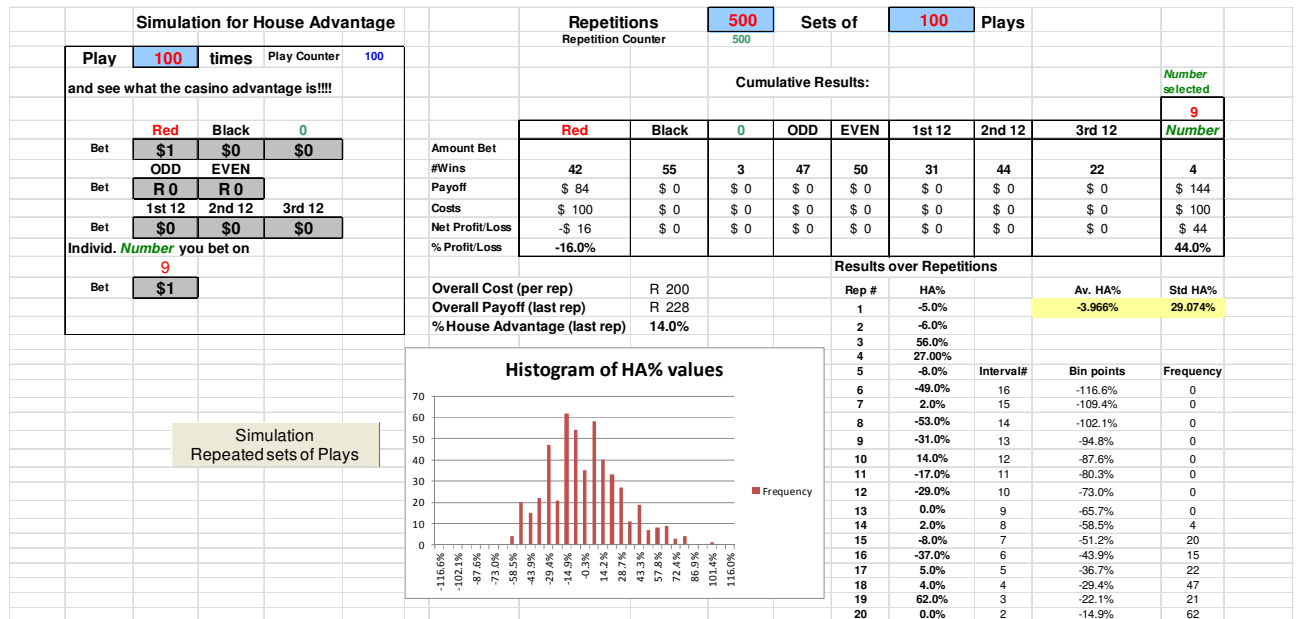 Simulation for House Advantage
Repetitions 500 Sets of 100 Plays
Repetition Counter 500
Play 100 times Play Counter 100
and see what the casino advantage is!!!!
Cumulative Results:
Number
selected
9
Red Black 0
Bet $1 $0 $0
ODD EVEN
Bet R 0 R 0
1st 12 2nd 12 3rd 12
Bet $0 $0 $0
Individ. Number you bet on
9
Bet $1
Red Black 0 ODD EVEN 1st 12 2nd 12 3rd 12 Number
Amount Bet
#Wins 42 55 3 47 50 31 44 22 4
Payoff $ 84 $ 0 $ 0 $ 0 $ 0 $ 0 $ 0 $ 0 $ 144
Costs $ 100 $ 0 $ 0 $ 0 $ 0 $ 0 $ 0 $ 0 $ 100
Net Profit/Loss -$ 16 $ 0 $ 0 $ 0 $ 0 $ 0 $ 0 $ 0 $ 44
% Profit/Loss -16.0% 44.0%
Overall Cost (per rep) R 200
Overall Payoff (last rep) R 228
%House Advantage (last rep) 14.0%
Results over Repetitions
Rep # HA% Av. HA% Std HA%
1 -5.0% -3.966% 29.074%
2 -6.0%
3 56.0%
4 27.00%
5 -8.0% Interval# Bin points Frequency
6 -49.0% 16 -116.6% 0
7 2.0% 15 -109.4% 0
8 -53.0% 14 -102.1% 0
9 -31.0% 13 -94.8% 0
10 14.0% 12 -87.6% 0
11 -17.0% 11 -80.3% 0
12 -29.0% 10 -73.0% 0
13 0.0% 9 -65.7% 0
14 2.0% 8 -58.5% 4
15 -8.0% 7 -51.2% 20
16 -37.0% 6 -43.9% 15
17 5.0% 5 -36.7% 22
18 4.0% 4 -29.4% 47
19 62.0% 3 -22.1% 21
20 0.0% 2 -14.9% 62
Simulation
Repeated sets of Plays
Histogram of HA% values
70
60
50
40
30
20
10
0
-116.6% -102.1% -87.6% -73.0% -58.5% -43.9% -29.4% -14.9% -0.3% 14.2% 28.7% 43.3% 57.8% 72.4% 86.9% 101.4% 116.0%
Frequency